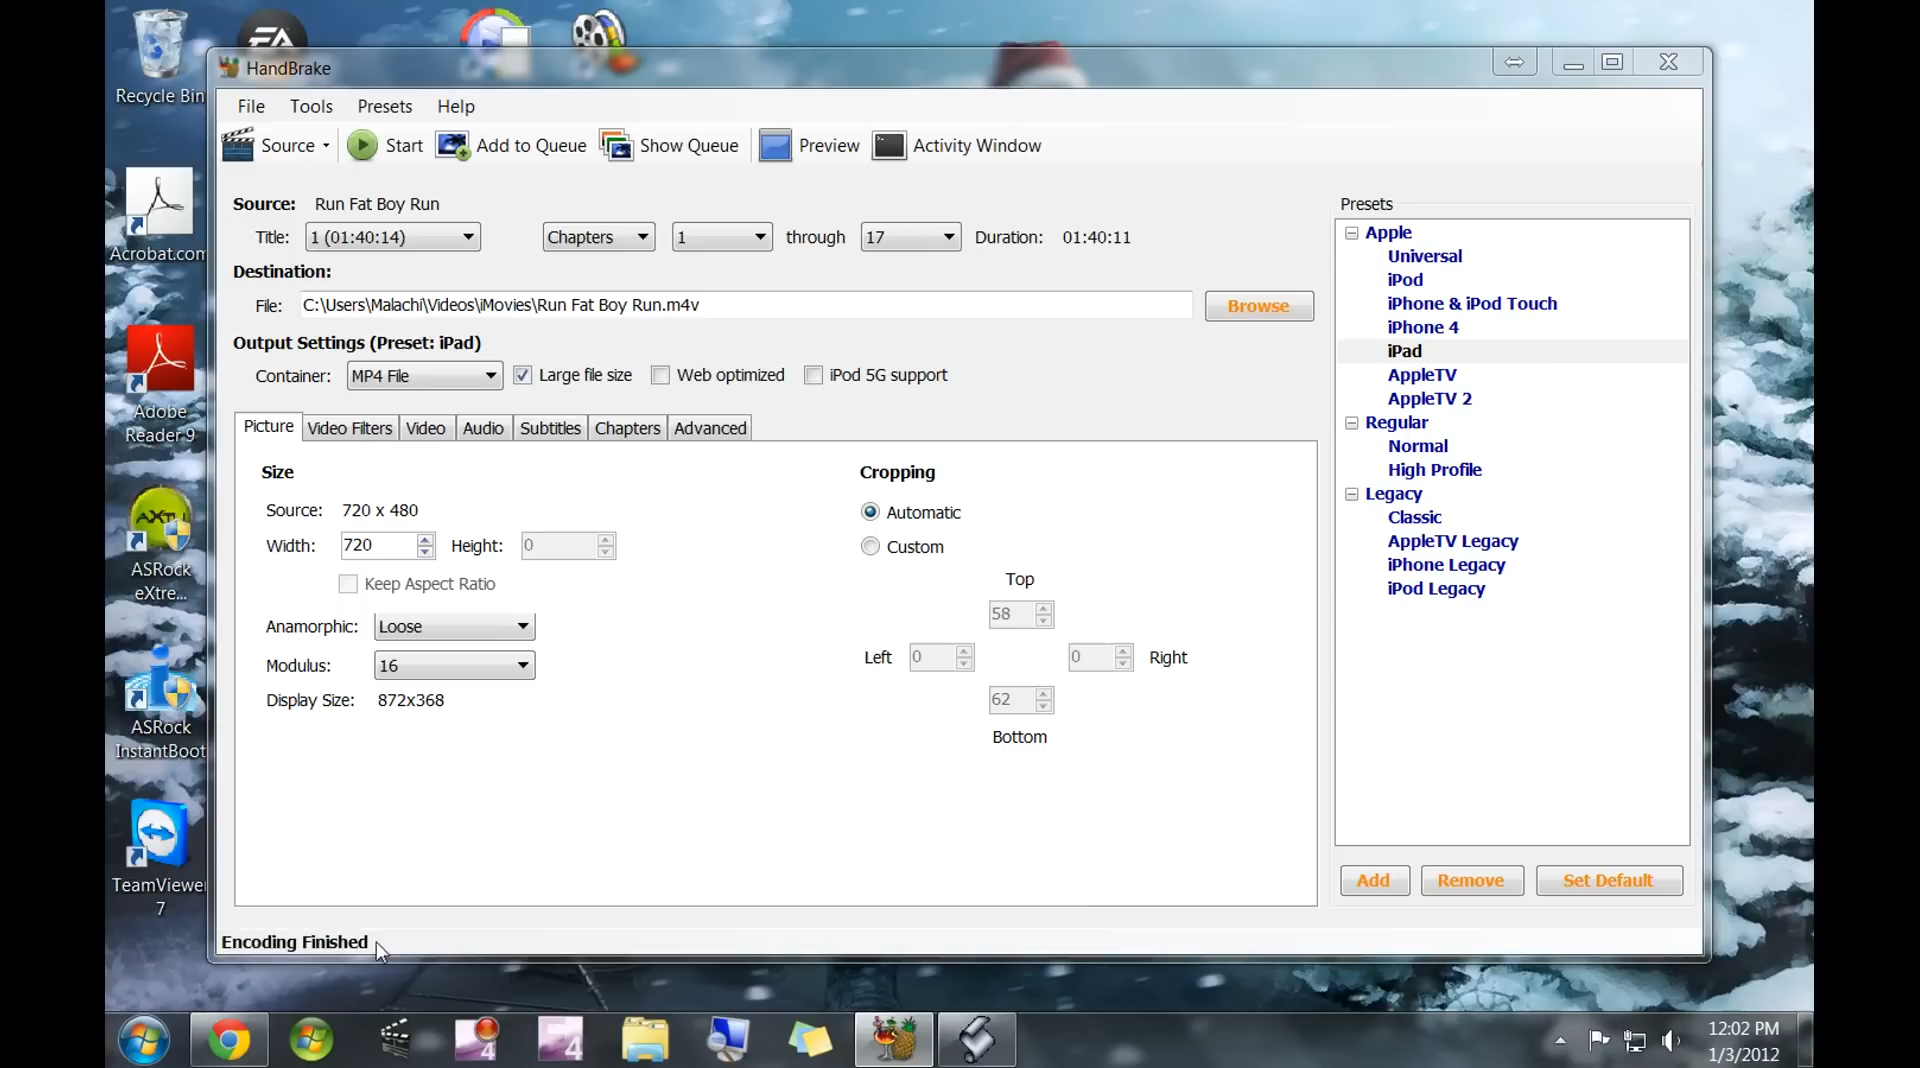 EA
HandBrake
Recycle Bin
File Tools Presets Help
Source Start Add to Queue Show Queue Preview Activity Window
Source: Run Fat Boy Run
Presets
Title: 1 (01:40:14) Chapters 1 through 17 Duration: 01:40:11
Acrobat.com
Destination:
File: C:\Users\Malachi\Videos\iMovies\Run Fat Boy Run.m4v Browse
Output Settings (Preset: iPad)
Container: MP4 File Large file size Web optimized iPod 5G support
Apple
Universal
iPod
iPhone & iPod Touch
iPhone 4
iPad
AppleTV
AppleTV 2
Regular
Normal
High Profile
Legacy
Classic
AppleTV Legacy
iPhone Legacy
iPod Legacy
Adobe
Reader 9
Picture Video Filters Video Audio Subtitles Chapters Advanced
Size
Source: 720 x 480
Width: 720 Height: 0
Keep Aspect Ratio
Anamorphic: Loose
Modulus: 16
Display Size: 872x368
Cropping
Automatic
Custom
Top
58
Left 0 0 Right
62
Bottom
AXTU
ASRock
eXtre...
ASRock
InstantBoot
TeamViewer
7
Add Remove Set Default
Encoding Finished
4
4
12:02 PM
1/3/2012